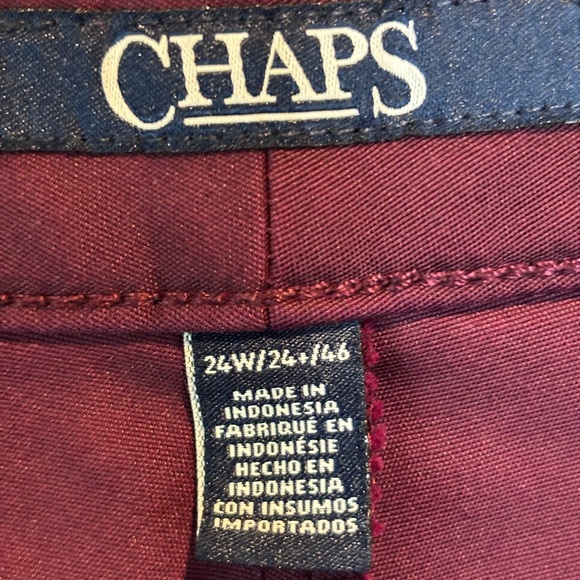 CHAPS
24W/24+/46
MADE IN
INDONESIA
FABRIQUÉ EN
INDONÉSIE
HECHO EN
INDONESIA
CON INSUMOS
IMPORTADOS